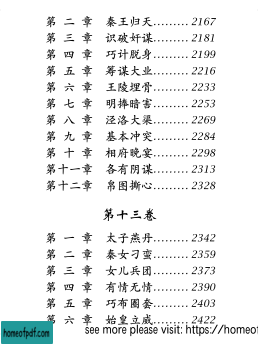 第 二 章 秦王归天………2167
第 三 章 识破奸谋………2181
第 四 章 巧计脱身………2199
第 五 章 筹谋大业………2216
第 六 章 王陵埋骨………2233
第 七 章 明捧暗害………2253
第 八 章 泾洛大渠………2269
第 九 章 基本冲突………2284
第 十 章 相府晚宴………2298
第十一章 各有阴谋………2313
第十二章 帛图撕心………2328
第十三卷
第 一 章 太子燕丹………2342
第 二 章 秦女刁蛮………2359
第 三 章 女儿兵团………2373
第 四 章 有情无情………2390
第 五 章 巧布圈套………2403
第 六 章 始皇立威………2422
homeofpdf.com
see more please visit: https://homeof